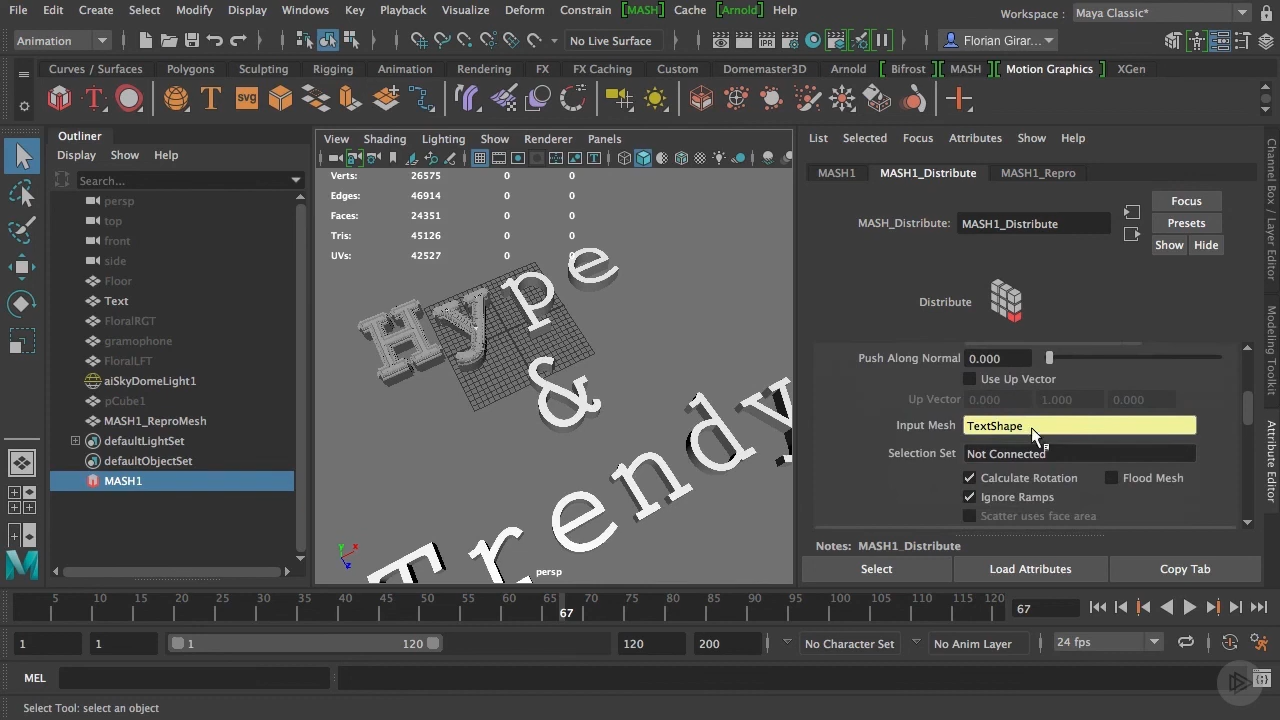 File Edit Create Select Modify Display Windows Key Playback Visualize Deform Constrain [MASH] Cache [Arnold] Help Workspace : Maya Classic*
Animation No Live Surface Florian Girar...
Curves / Surfaces Polygons Sculpting Rigging Animation Rendering FX FX Caching Custom Domemaster3D Arnold Bifrost MASH Motion Graphics XGen
T T SVG
Outliner
Display Show Help
Search...
persp
top
front
side
Floor
Text
FloralRGT
gramophone
FloralLFT
aiSkyDomeLight1
pCube1
MASH1_ReproMesh
defaultLightSet
defaultObjectSet
MASH1
View Shading Lighting Show Renderer Panels
Verts: 26575 0 0
Edges: 46914 0 0
Faces: 24351 0 0
Tris: 45126 0 0
UVs: 42527 0 0
Hype
&
Trendy
persp
List Selected Focus Attributes Show Help
MASH1 MASH1_Distribute MASH1_Repro
MASH_Distribute: MASH1_Distribute
Focus
Presets
Show Hide
Distribute
Push Along Normal 0.000
Use Up Vector
Up Vector 0.000 1.000 0.000
Input Mesh TextShape
Selection Set Not Connected
Calculate Rotation Flood Mesh
Ignore Ramps
Scatter uses face area
Notes: MASH1_Distribute
Select Load Attributes Copy Tab
Channel Box / Layer Editor
Modeling Toolkit
Attribute Editor
5 10 15 20 25 30 35 40 45 50 55 60 65 70 75 80 85 90 95 100 105 110 115 120
67
67
1 1 1 120 120 200 No Character Set No Anim Layer 24 fps
MEL
Select Tool: select an object